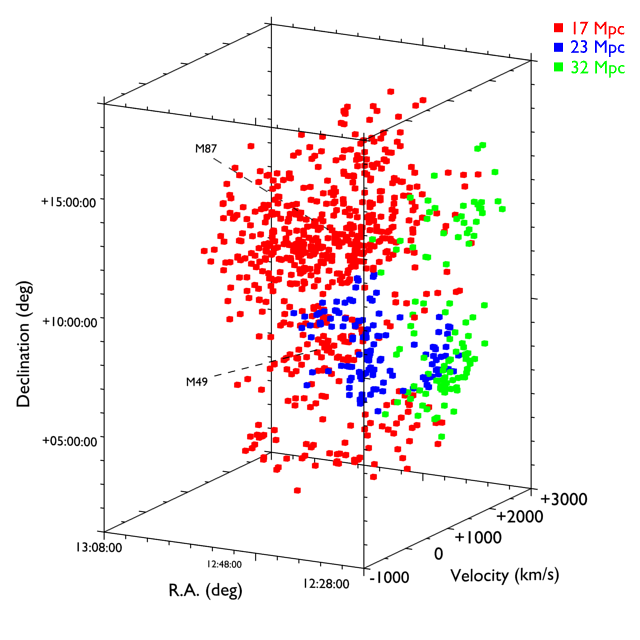 17 Mpc
23 Mpc
32 Mpc
M87
+15:00:00
+10:00:00
Declination (deg)
M49
+05:00:00
+3000
+2000
+1000
0
-1000
13:08:00
12:48:00
12:28:00
Velocity (km/s)
R.A. (deg)